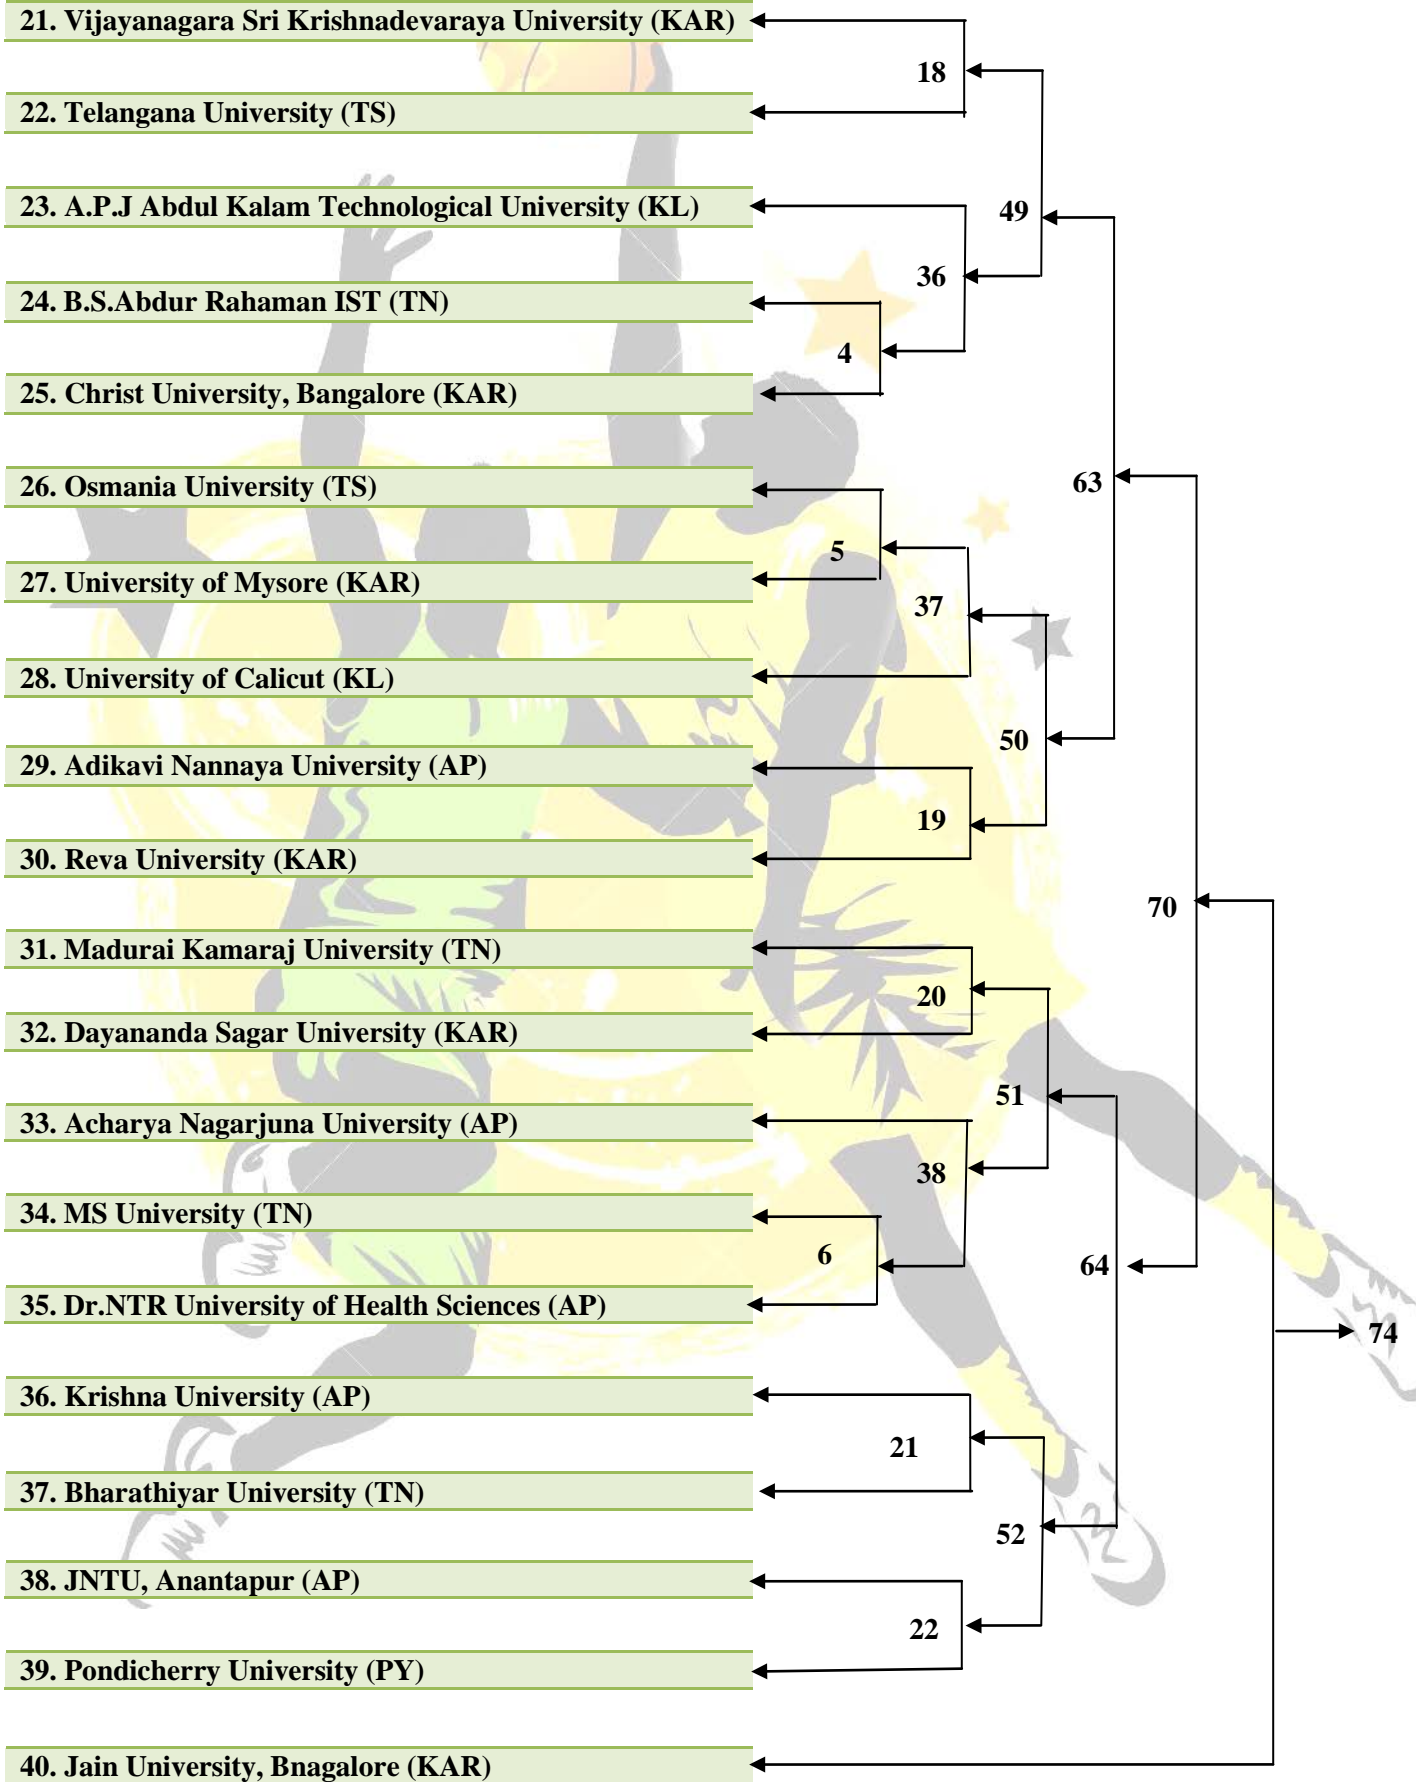 21. Vijayanagara Sri Krishnadevaraya University (KAR)
18
22. Telangana University (TS)
23. A.P.J Abdul Kalam Technological University (KL)
49
36
24. B.S.Abdur Rahaman IST (TN)
4
25. Christ University, Bangalore (KAR)
26. Osmania University (TS)
63
5
27. University of Mysore (KAR)
37
28. University of Calicut (KL)
50
29. Adikavi Nannaya University (AP)
19
30. Reva University (KAR)
70
31. Madurai Kamaraj University (TN)
20
32. Dayananda Sagar University (KAR)
51
33. Acharya Nagarjuna University (AP)
38
34. MS University (TN)
6
64
35. Dr.NTR University of Health Sciences (AP)
74
36. Krishna University (AP)
21
37. Bharathiyar University (TN)
52
38. JNTU, Anantapur (AP)
22
39. Pondicherry University (PY)
40. Jain University, Bnagalore (KAR)